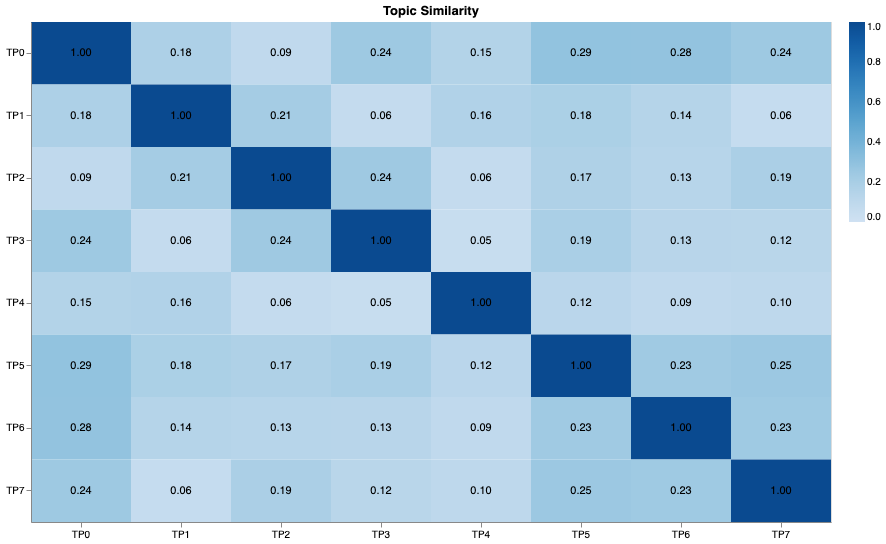 Topic Similarity
TP0 1.00 0.18 0.09 0.24 0.15 0.29 0.28 0.24
TP1 0.18 1.00 0.21 0.06 0.16 0.18 0.14 0.06
TP2 0.09 0.21 1.00 0.24 0.06 0.17 0.13 0.19
TP3 0.24 0.06 0.24 1.00 0.05 0.19 0.13 0.12
TP4 0.15 0.16 0.06 0.05 1.00 0.12 0.09 0.10
TP5 0.29 0.18 0.17 0.19 0.12 1.00 0.23 0.25
TP6 0.28 0.14 0.13 0.13 0.09 0.23 1.00 0.23
TP7 0.24 0.06 0.19 0.12 0.10 0.25 0.23 1.00
TP0 TP1 TP2 TP3 TP4 TP5 TP6 TP7
1.0
0.8
0.6
0.4
0.2
0.0